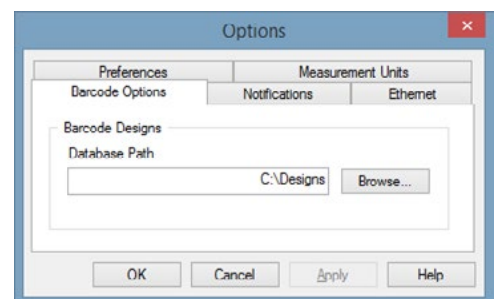 Options
Preferences Measurement Units
Barcode Options Notifications Ethernet
Barcode Designs
Database Path
C:\Designs Browse...
OK Cancel Apply Help